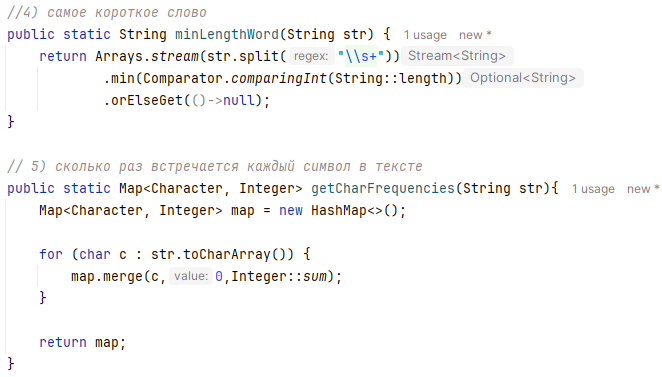 //4) самое короткое слово
public static String minLengthWord(String str) {  1 usage  new *
    return Arrays.stream(str.split( regex: "\\s+")) Stream<String>
            .min(Comparator.comparingInt(String::length)) Optional<String>
            .orElseGet(()->null);
}
// 5) сколько раз встречается каждый символ в тексте
public static Map<Character, Integer> getCharFrequencies(String str){  1 usage  new *
    Map<Character, Integer> map = new HashMap<>();
    for (char c : str.toCharArray()) {
        map.merge(c, value: 0,Integer::sum);
    }
    return map;
}